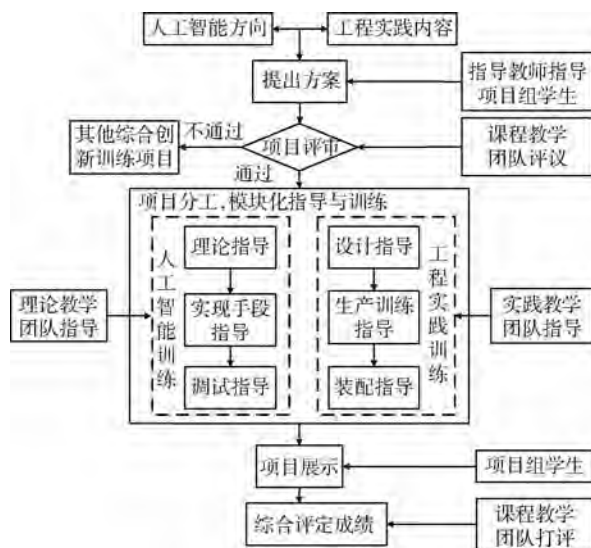 人工智能方向
工程实践内容
提出方案
指导教师指导
项目组学生
不通过
其他综合创
新训练项目
项目评审
课程教学
团队评议
通过
项目分工,模块化指导与训练
人工智能训练
理论指导
实现手段
指导
调试指导
设计指导
生产训练
指导
装配指导
工程实践训练
理论教学
团队指导
实践教学
团队指导
项目展示
项目组学生
综合评定成绩
课程教学
团队打评